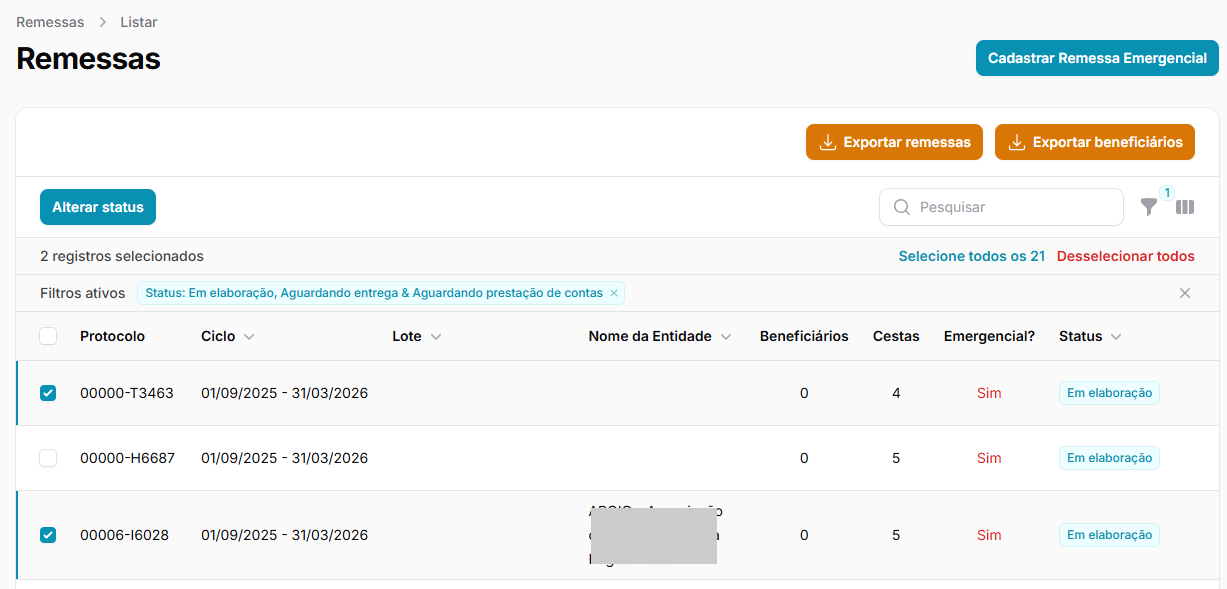 Remessas > Listar
Remessas
Cadastrar Remessa Emergencial
Exportar remessas Exportar beneficiários
Alterar status Pesquisar 1
2 registros selecionados Selecione todos os 21 Desselecionar todos
Filtros ativos Status: Em elaboração, Aguardando entrega & Aguardando prestação de contas ×
Protocolo Ciclo Lote Nome da Entidade Beneficiários Cestas Emergencial? Status
00000-T3463 01/09/2025 - 31/03/2026 0 4 Sim Em elaboração
00000-H6687 01/09/2025 - 31/03/2026 0 5 Sim Em elaboração
00006-I6028 01/09/2025 - 31/03/2026 0 5 Sim Em elaboração